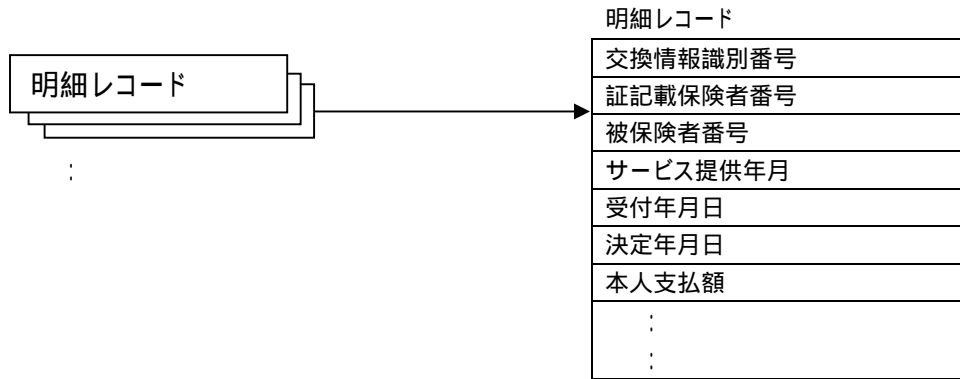 明細レコード
:
明細レコード
交換情報識別番号
証記載保険者番号
被保険者番号
サービス提供年月
受付年月日
決定年月日
本人支払額
:
: